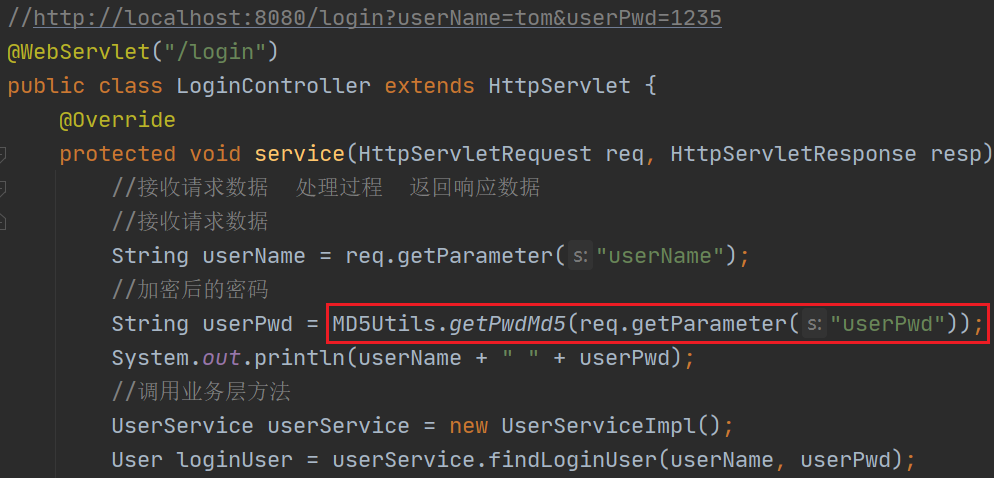 //http://localhost:8080/login?userName=tom&userPwd=1235
@WebServlet("/login")
public class LoginController extends HttpServlet {
@Override
protected void service(HttpServletRequest req, HttpServletResponse resp)
//接收请求数据  处理过程  返回响应数据
//接收请求数据
String userName = req.getParameter( s: "userName");
//加密后的密码
String userPwd = MD5Utils.getPwdMd5(req.getParameter( s: "userPwd"));
System.out.println(userName + " " + userPwd);
//调用业务层方法
UserService userService = new UserServiceImpl();
User loginUser = userService.findLoginUser(userName, userPwd);